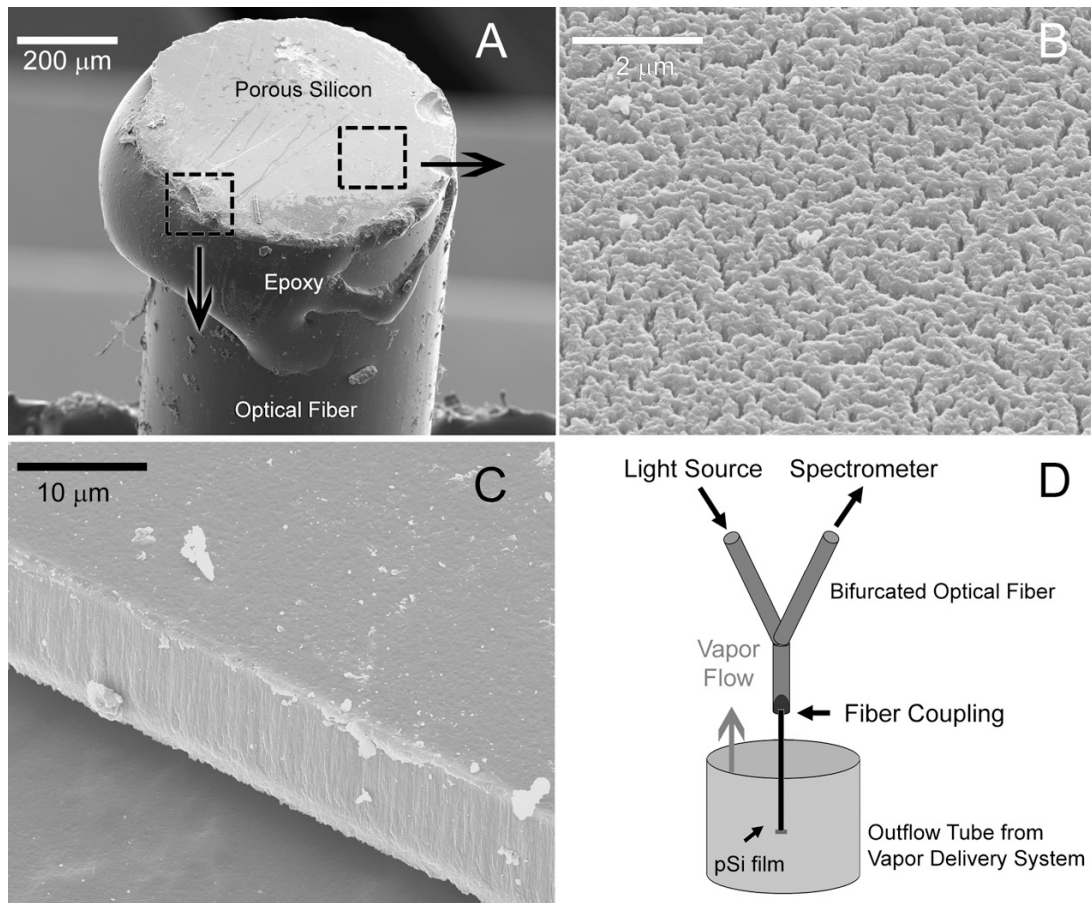 A
200 μm
Porous Silicon
Epoxy
Optical Fiber
B
2 μm
C
10 μm
D
Light Source
Spectrometer
Bifurcated Optical Fiber
Vapor
Flow
Fiber Coupling
pSi film
Outflow Tube from
Vapor Delivery System